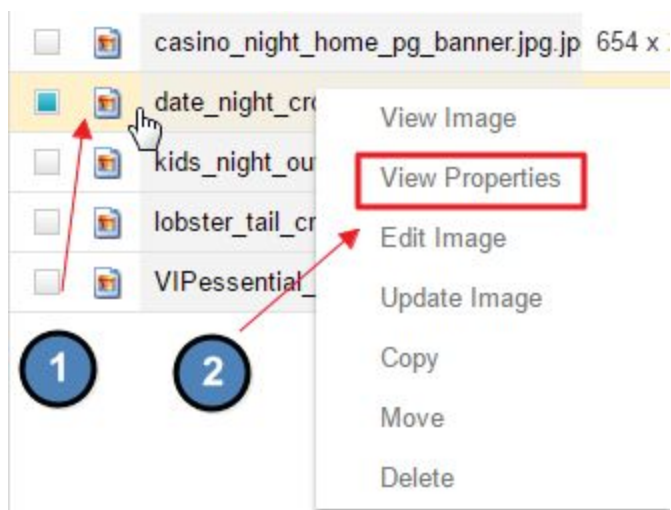 casino_night_home_pg_banner.jpg.jp 654 x
date_night_cro
kids_night_ou
lobster_tail_cr
VIPessential_
View Image
View Properties
Edit Image
Update Image
Copy
Move
Delete
1
2